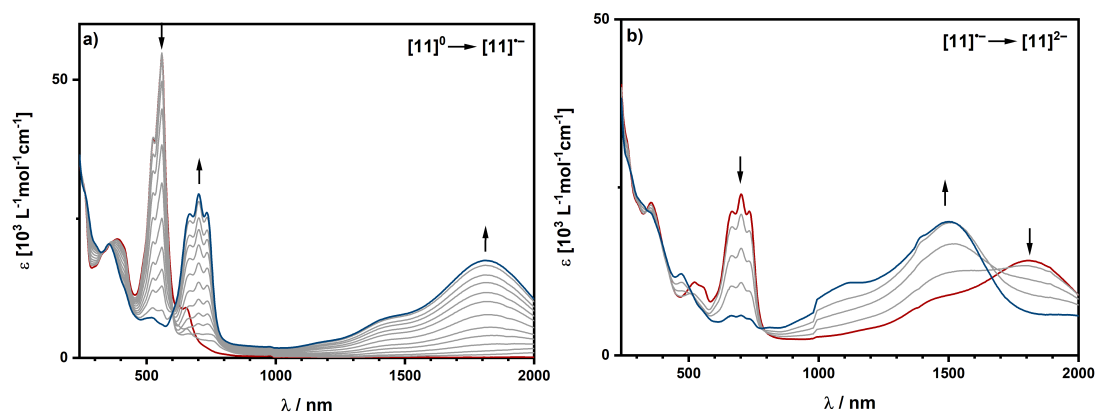 a)
[11]⁰ → [11]•⁻
50
0
500
1000
1500
2000
ε [10³ L⁻¹mol⁻¹cm⁻¹]
λ / nm
b)
[11]•⁻ → [11]²⁻
50
0
500
1000
1500
2000
ε [10³ L⁻¹mol⁻¹cm⁻¹]
λ / nm